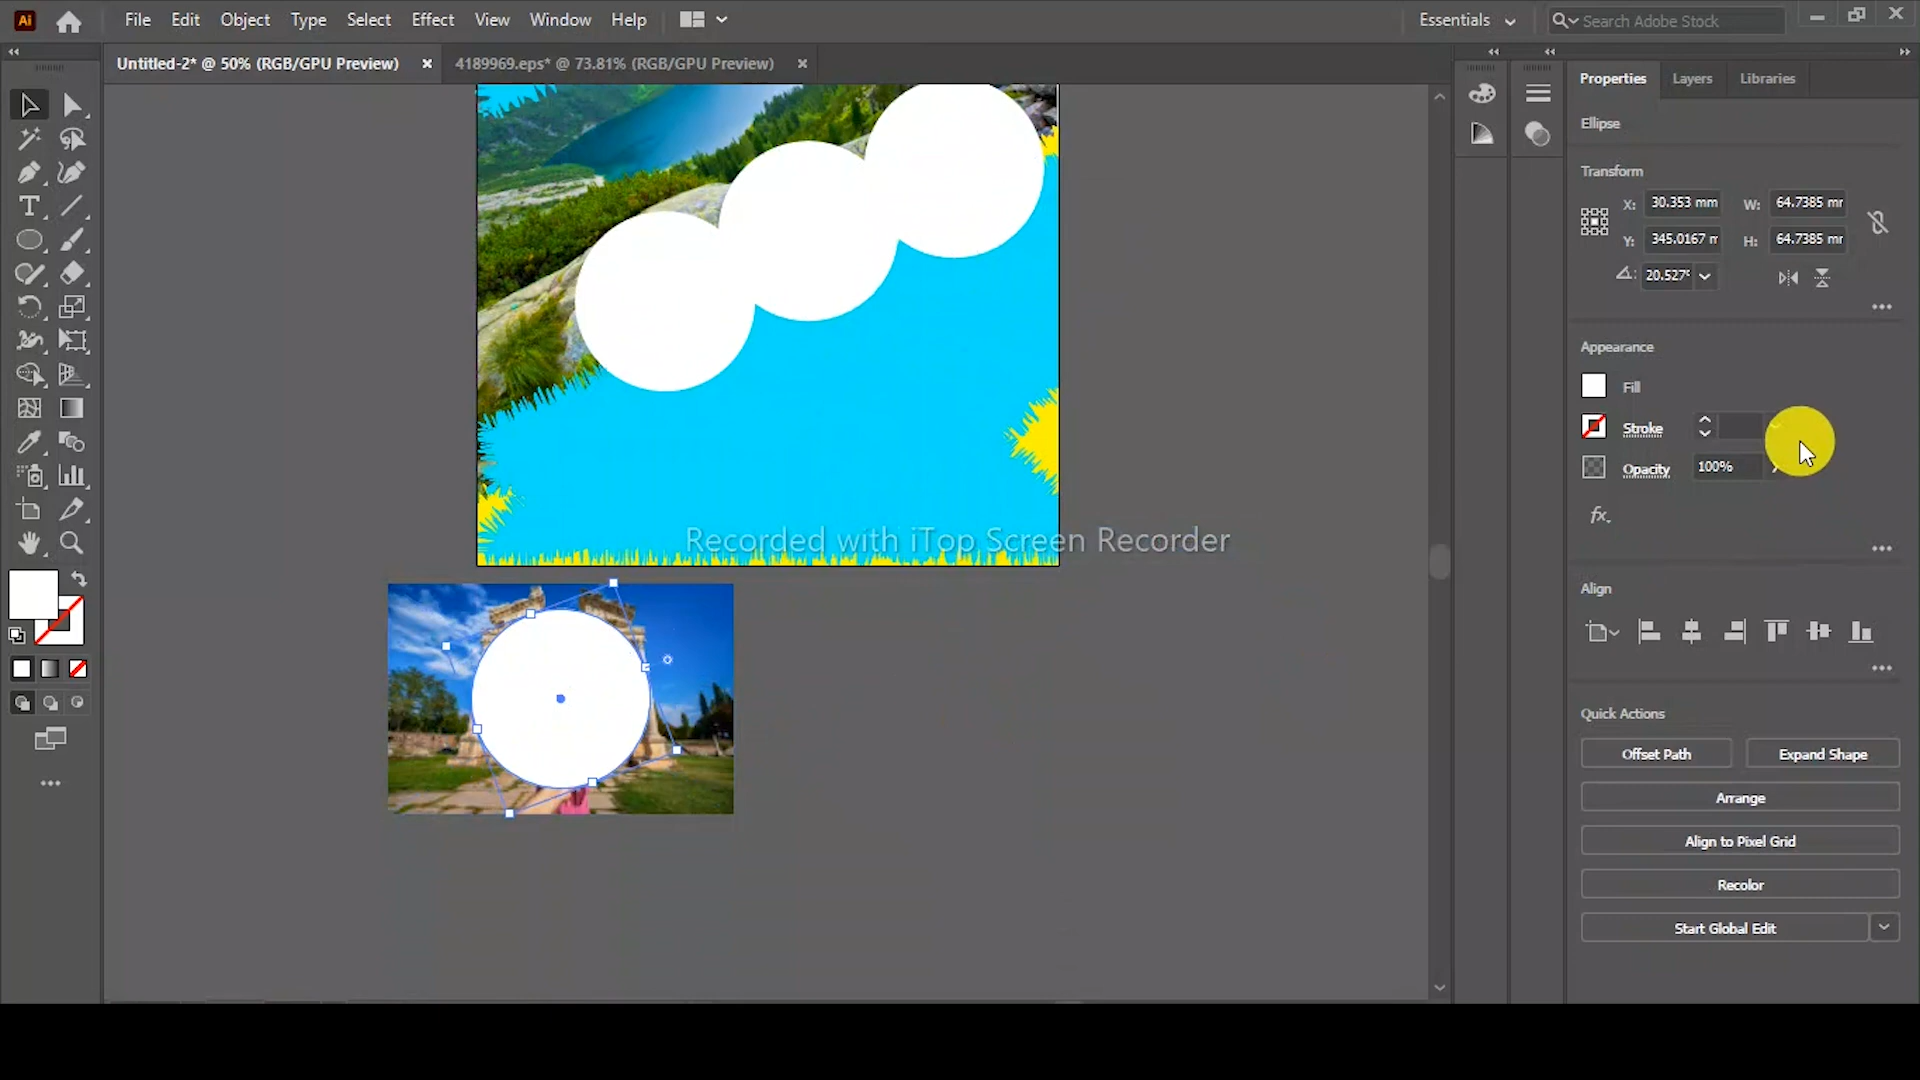 Ai File Edit Object Type Select Effect View Window Help Essentials Search Adobe Stock
Untitled-2* @ 50% (RGB/GPU Preview) × 4189969.eps* @ 73.81% (RGB/GPU Preview) ×
Properties Layers Libraries
Ellipse
Transform
X: 30.353 mm W: 64.7385 mr
Y: 345.0167 m H: 64.7385 mr
20.527°
Appearance
Fill
Stroke
Opacity 100%
fx.
Recorded with iTop Screen Recorder
Align
Quick Actions
Offset Path Expand Shape
Arrange
Align to Pixel Grid
Recolor
Start Global Edit